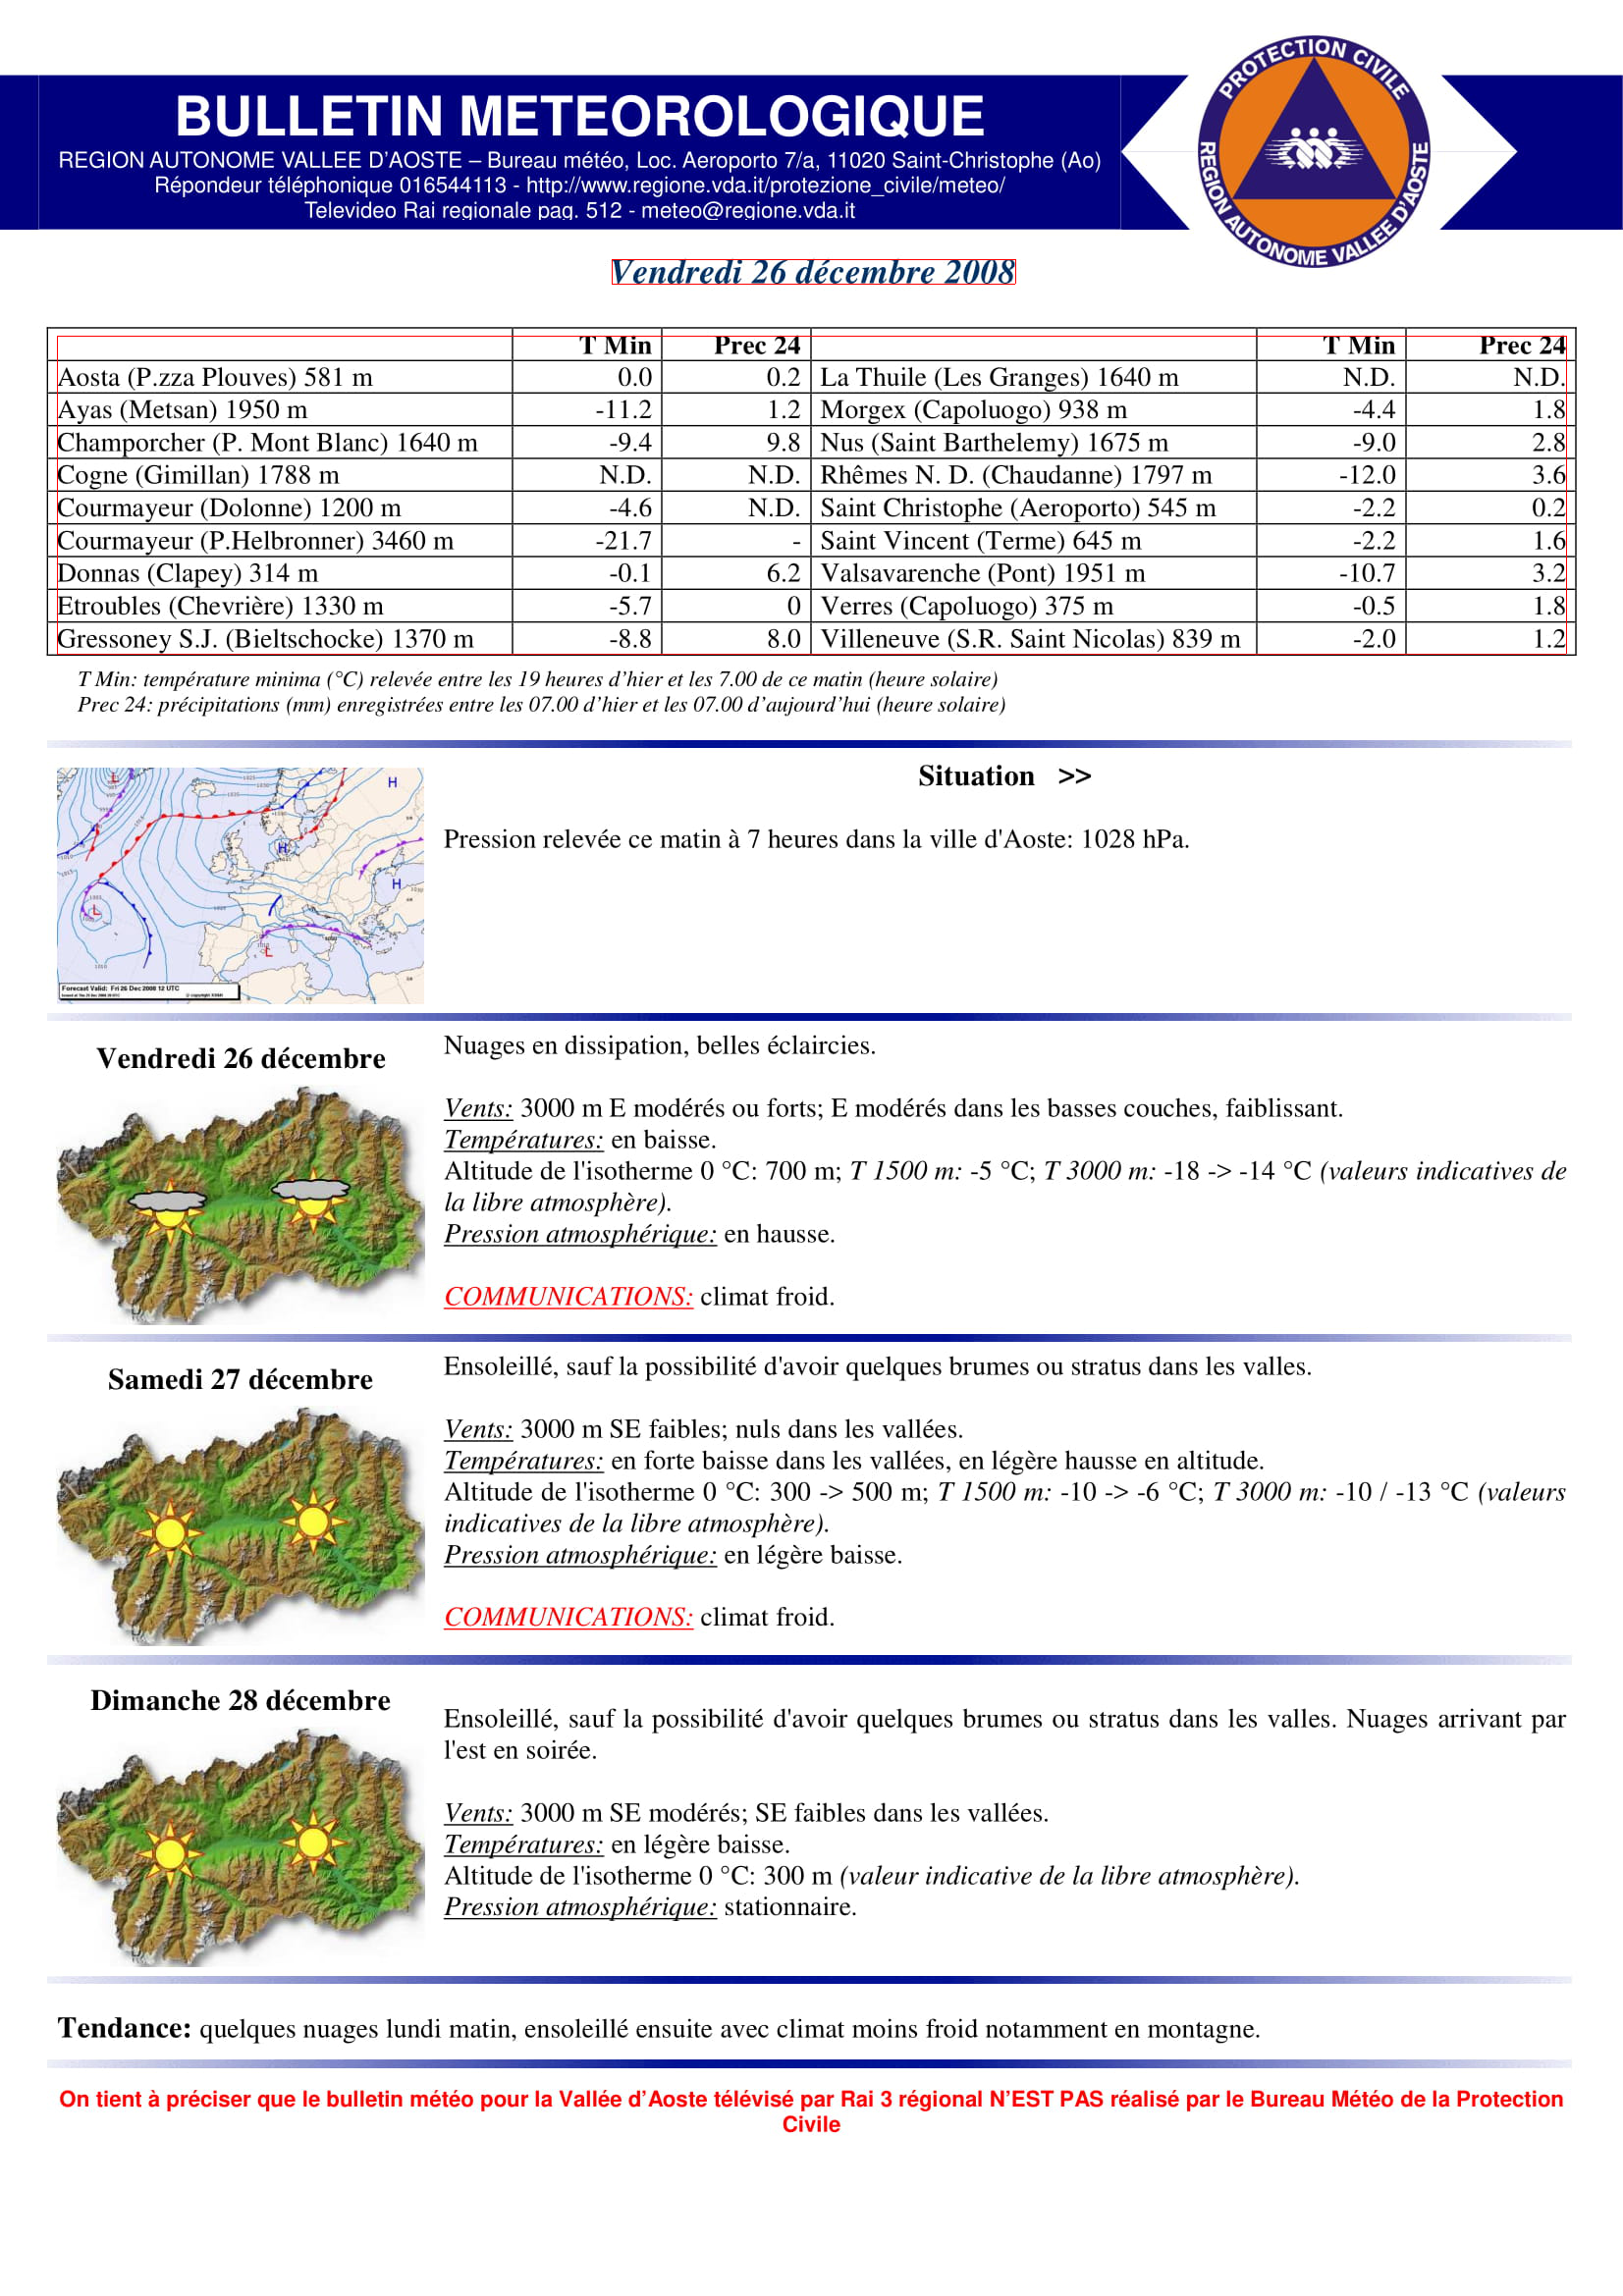 BULLETIN METEOROLOGIQUE
REGION AUTONOME VALLEE D’AOSTE – Bureau météo, Loc. Aeroporto 7/a, 11020 Saint-Christophe (Ao)
Répondeur téléphonique 016544113 - http://www.regione.vda.it/protezione_civile/meteo/
Televideo Rai regionale pag. 512 - meteo@regione.vda.it
PROTECTION CIVILE
REGION AUTONOME VALLEE D’AOSTE
Vendredi 26 décembre 2008
T Min Prec 24 T Min Prec 24
Aosta (P.zza Plouves) 581 m 0.0 0.2 La Thuile (Les Granges) 1640 m N.D. N.D.
Ayas (Metsan) 1950 m -11.2 1.2 Morgex (Capoluogo) 938 m -4.4 1.8
Champorcher (P. Mont Blanc) 1640 m -9.4 9.8 Nus (Saint Barthelemy) 1675 m -9.0 2.8
Cogne (Gimillan) 1788 m N.D. N.D. Rhêmes N. D. (Chaudanne) 1797 m -12.0 3.6
Courmayeur (Dolonne) 1200 m -4.6 N.D. Saint Christophe (Aeroporto) 545 m -2.2 0.2
Courmayeur (P.Helbronner) 3460 m -21.7 - Saint Vincent (Terme) 645 m -2.2 1.6
Donnas (Clapey) 314 m -0.1 6.2 Valsavarenche (Pont) 1951 m -10.7 3.2
Etroubles (Chevrière) 1330 m -5.7 0 Verres (Capoluogo) 375 m -0.5 1.8
Gressoney S.J. (Bieltschocke) 1370 m -8.8 8.0 Villeneuve (S.R. Saint Nicolas) 839 m -2.0 1.2
T Min: température minima (°C) relevée entre les 19 heures d’hier et les 7.00 de ce matin (heure solaire)
Prec 24: précipitations (mm) enregistrées entre les 07.00 d’hier et les 07.00 d’aujourd’hui (heure solaire)
L
H
H
H
L
L
Forecast Valid: Fri 26 Dec 2008 12 UTC
Situation >>
Pression relevée ce matin à 7 heures dans la ville d'Aoste: 1028 hPa.
Vendredi 26 décembre
Nuages en dissipation, belles éclaircies.
Vents: 3000 m E modérés ou forts; E modérés dans les basses couches, faiblissant.
Températures: en baisse.
Altitude de l'isotherme 0 °C: 700 m; T 1500 m: -5 °C; T 3000 m: -18 -> -14 °C (valeurs indicatives de
la libre atmosphère).
Pression atmosphérique: en hausse.
COMMUNICATIONS: climat froid.
Samedi 27 décembre
Ensoleillé, sauf la possibilité d'avoir quelques brumes ou stratus dans les valles.
Vents: 3000 m SE faibles; nuls dans les vallées.
Températures: en forte baisse dans les vallées, en légère hausse en altitude.
Altitude de l'isotherme 0 °C: 300 -> 500 m; T 1500 m: -10 -> -6 °C; T 3000 m: -10 / -13 °C (valeurs
indicatives de la libre atmosphère).
Pression atmosphérique: en légère baisse.
COMMUNICATIONS: climat froid.
Dimanche 28 décembre
Ensoleillé, sauf la possibilité d'avoir quelques brumes ou stratus dans les valles. Nuages arrivant par
l'est en soirée.
Vents: 3000 m SE modérés; SE faibles dans les vallées.
Températures: en légère baisse.
Altitude de l'isotherme 0 °C: 300 m (valeur indicative de la libre atmosphère).
Pression atmosphérique: stationnaire.
Tendance: quelques nuages lundi matin, ensoleillé ensuite avec climat moins froid notamment en montagne.
On tient à préciser que le bulletin météo pour la Vallée d’Aoste télévisé par Rai 3 régional N’EST PAS réalisé par le Bureau Météo de la Protection
Civile